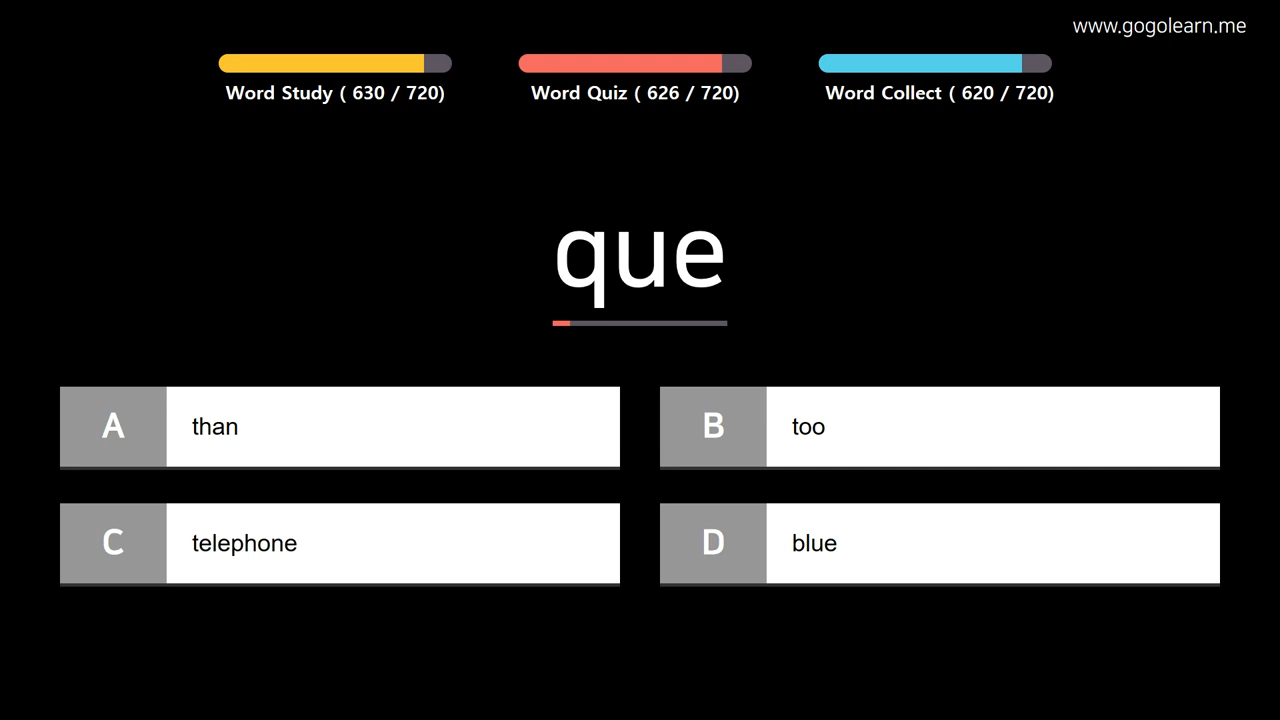 www.gogolearn.me
Word Study ( 630 / 720)
Word Quiz ( 626 / 720)
Word Collect ( 620 / 720)
que
A than
B too
C telephone
D blue